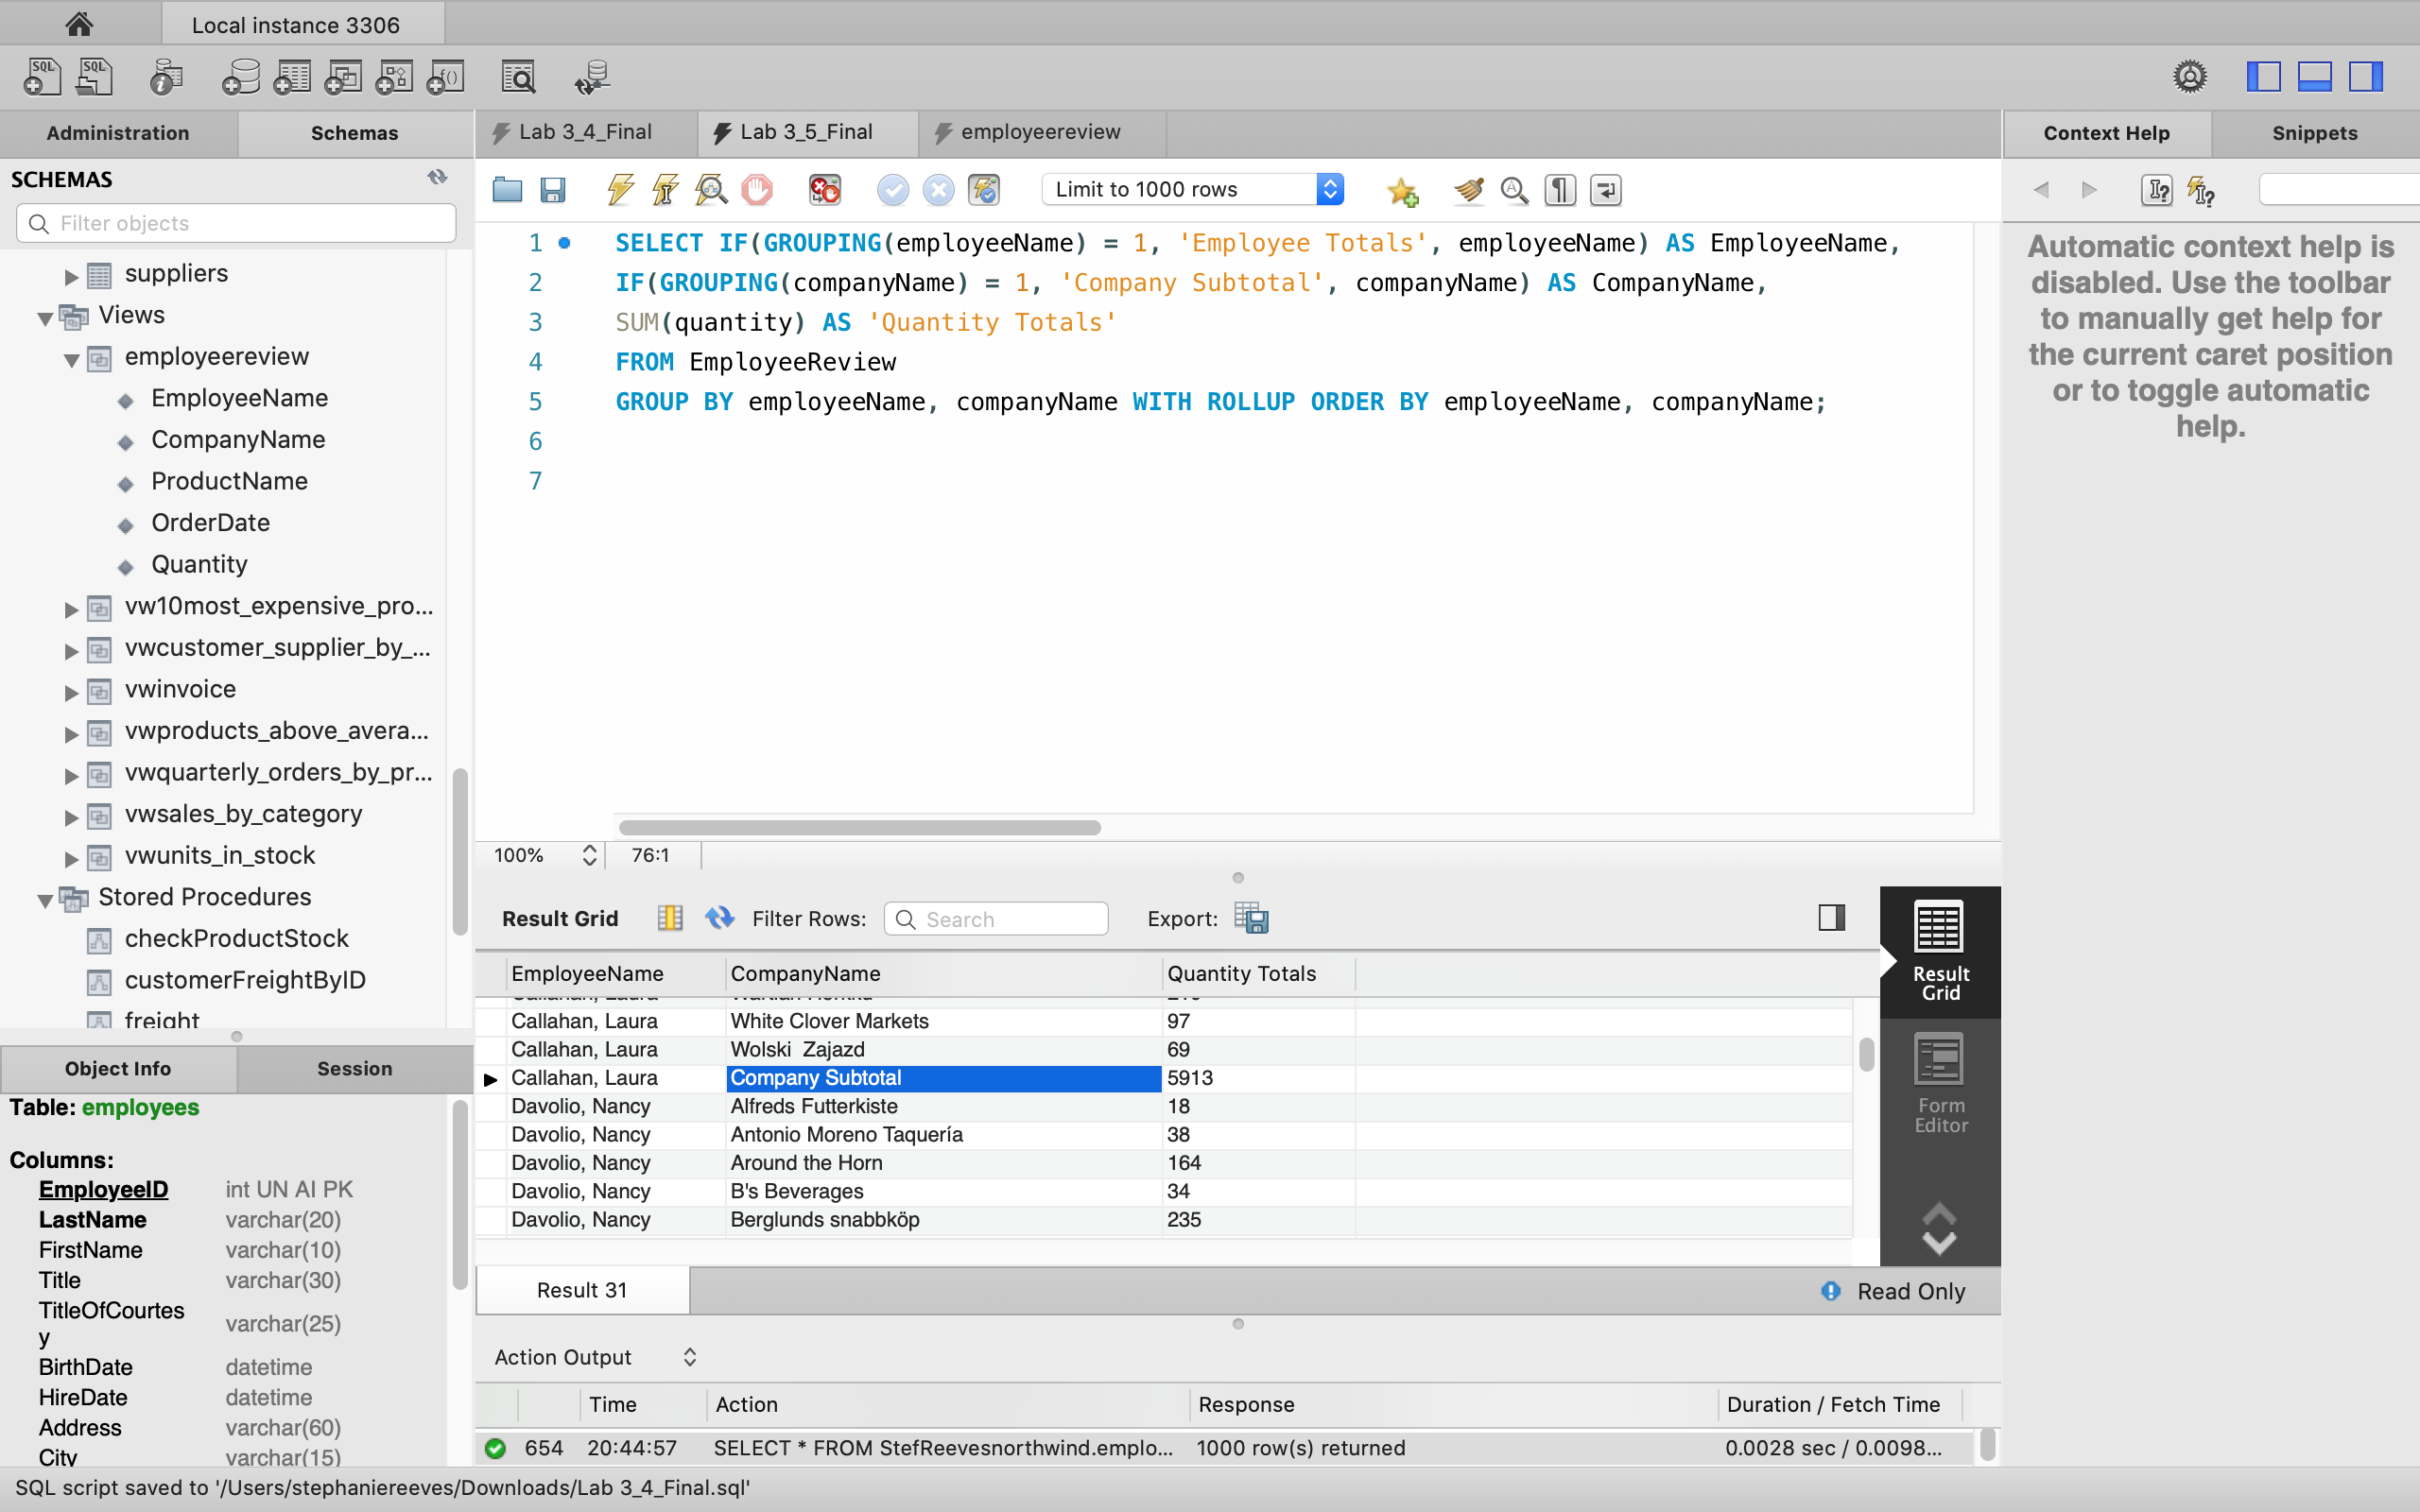 Local instance 3306
Administration
Schemas
Lab 3_4_Final
Lab 3_5_Final
employeereview
Context Help
Snippets
SCHEMAS
Filter objects
Limit to 1000 rows
suppliers
Views
employeereview
EmployeeName
CompanyName
ProductName
OrderDate
Quantity
vw10most_expensive_pro...
vwcustomer_supplier_by_...
vwinvoice
vwproducts_above_avera...
vwquarterly_orders_by_pr...
vwsales_by_category
vwunits_in_stock
Stored Procedures
checkProductStock
customerFreightByID
freight
1 SELECT IF(GROUPING(employeeName) = 1, 'Employee Totals', employeeName) AS EmployeeName,
2 IF(GROUPING(companyName) = 1, 'Company Subtotal', companyName) AS CompanyName,
3 SUM(quantity) AS 'Quantity Totals'
4 FROM EmployeeReview
5 GROUP BY employeeName, companyName WITH ROLLUP ORDER BY employeeName, companyName;
6
7
Automatic context help is
disabled. Use the toolbar
to manually get help for
the current caret position
or to toggle automatic
help.
100% 76:1
Result Grid Filter Rows: Search Export:
EmployeeName CompanyName Quantity Totals
Callahan, Laura White Clover Markets 97
Callahan, Laura Wolski  Zajazd 69
Callahan, Laura Company Subtotal 5913
Davolio, Nancy Alfreds Futterkiste 18
Davolio, Nancy Antonio Moreno Taquería 38
Davolio, Nancy Around the Horn 164
Davolio, Nancy B's Beverages 34
Davolio, Nancy Berglunds snabbköp 235
Result
Grid
Form
Editor
Result 31
Read Only
Object Info
Session
Table: employees
Columns:
EmployeeID int UN AI PK
LastName varchar(20)
FirstName varchar(10)
Title varchar(30)
TitleOfCourtes
y varchar(25)
BirthDate datetime
HireDate datetime
Address varchar(60)
City varchar(15)
Action Output
Time Action Response Duration / Fetch Time
654 20:44:57 SELECT * FROM StefReevesnorthwind.emplo... 1000 row(s) returned 0.0028 sec / 0.0098...
SQL script saved to '/Users/stephaniereeves/Downloads/Lab 3_4_Final.sql'